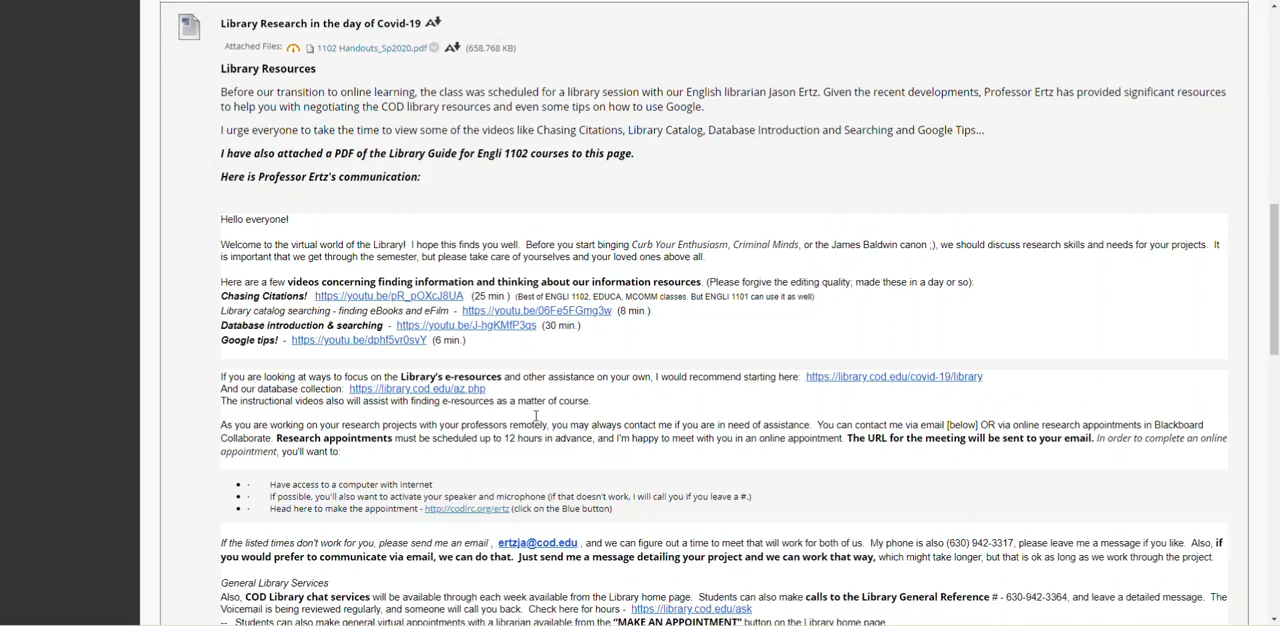 Library Research in the day of Covid-19
Attached Files: 1102 Handouts_Sp2020.pdf (658.768 KB)
Library Resources
Before our transition to online learning, the class was scheduled for a library session with our English librarian Jason Ertz. Given the recent developments, Professor Ertz has provided significant resources
to help you with negotiating the COD library resources and even some tips on how to use Google.
I urge everyone to take the time to view some of the videos like Chasing Citations, Library Catalog, Database Introduction and Searching and Google Tips...
I have also attached a PDF of the Library Guide for Engli 1102 courses to this page.
Here is Professor Ertz's communication:
Hello everyone!
Welcome to the virtual world of the Library! I hope this finds you well. Before you start binging Curb Your Enthusiasm, Criminal Minds, or the James Baldwin canon ;), we should discuss research skills and needs for your projects. It
is important that we get through the semester, but please take care of yourselves and your loved ones above all.
Here are a few videos concerning finding information and thinking about our information resources. (Please forgive the editing quality; made these in a day or so):
Chasing Citations! https://youtu.be/pR_pOXcJ8UA (25 min.) (Best of ENGLI 1102, EDUCA, MCOMM classes. But ENGLI 1101 can use it as well)
Library catalog searching - finding eBooks and eFilm - https://youtu.be/06Fe5FGmg3w (8 min.)
Database introduction & searching - https://youtu.be/J-hgKMfP3qs (30 min.)
Google tips! - https://youtu.be/dphf5vr0svY (6 min.)
If you are looking at ways to focus on the Library's e-resources and other assistance on your own, I would recommend starting here: https://library.cod.edu/covid-19/library
And our database collection: https://library.cod.edu/az.php
The instructional videos also will assist with finding e-resources as a matter of course.
As you are working on your research projects with your professors remotely, you may always contact me if you are in need of assistance. You can contact me via email [below] OR via online research appointments in Blackboard
Collaborate. Research appointments must be scheduled up to 12 hours in advance, and I'm happy to meet with you in an online appointment. The URL for the meeting will be sent to your email. In order to complete an online
appointment, you'll want to:
• · Have access to a computer with internet
• · If possible, you'll also want to activate your speaker and microphone (if that doesn't work, I will call you if you leave a #.)
• · Head here to make the appointment - http://codlrc.org/ertz (click on the Blue button)
If the listed times don't work for you, please send me an email , ertzja@cod.edu , and we can figure out a time to meet that will work for both of us. My phone is also (630) 942-3317, please leave me a message if you like. Also, if
you would prefer to communicate via email, we can do that. Just send me a message detailing your project and we can work that way, which might take longer, but that is ok as long as we work through the project.
General Library Services
Also, COD Library chat services will be available through each week available from the Library home page. Students can also make calls to the Library General Reference # - 630-942-3364, and leave a detailed message. The
Voicemail is being reviewed regularly, and someone will call you back. Check here for hours - https://library.cod.edu/ask
-- Students can also make general virtual appointments with a librarian available from the "MAKE AN APPOINTMENT" button on the Library home page